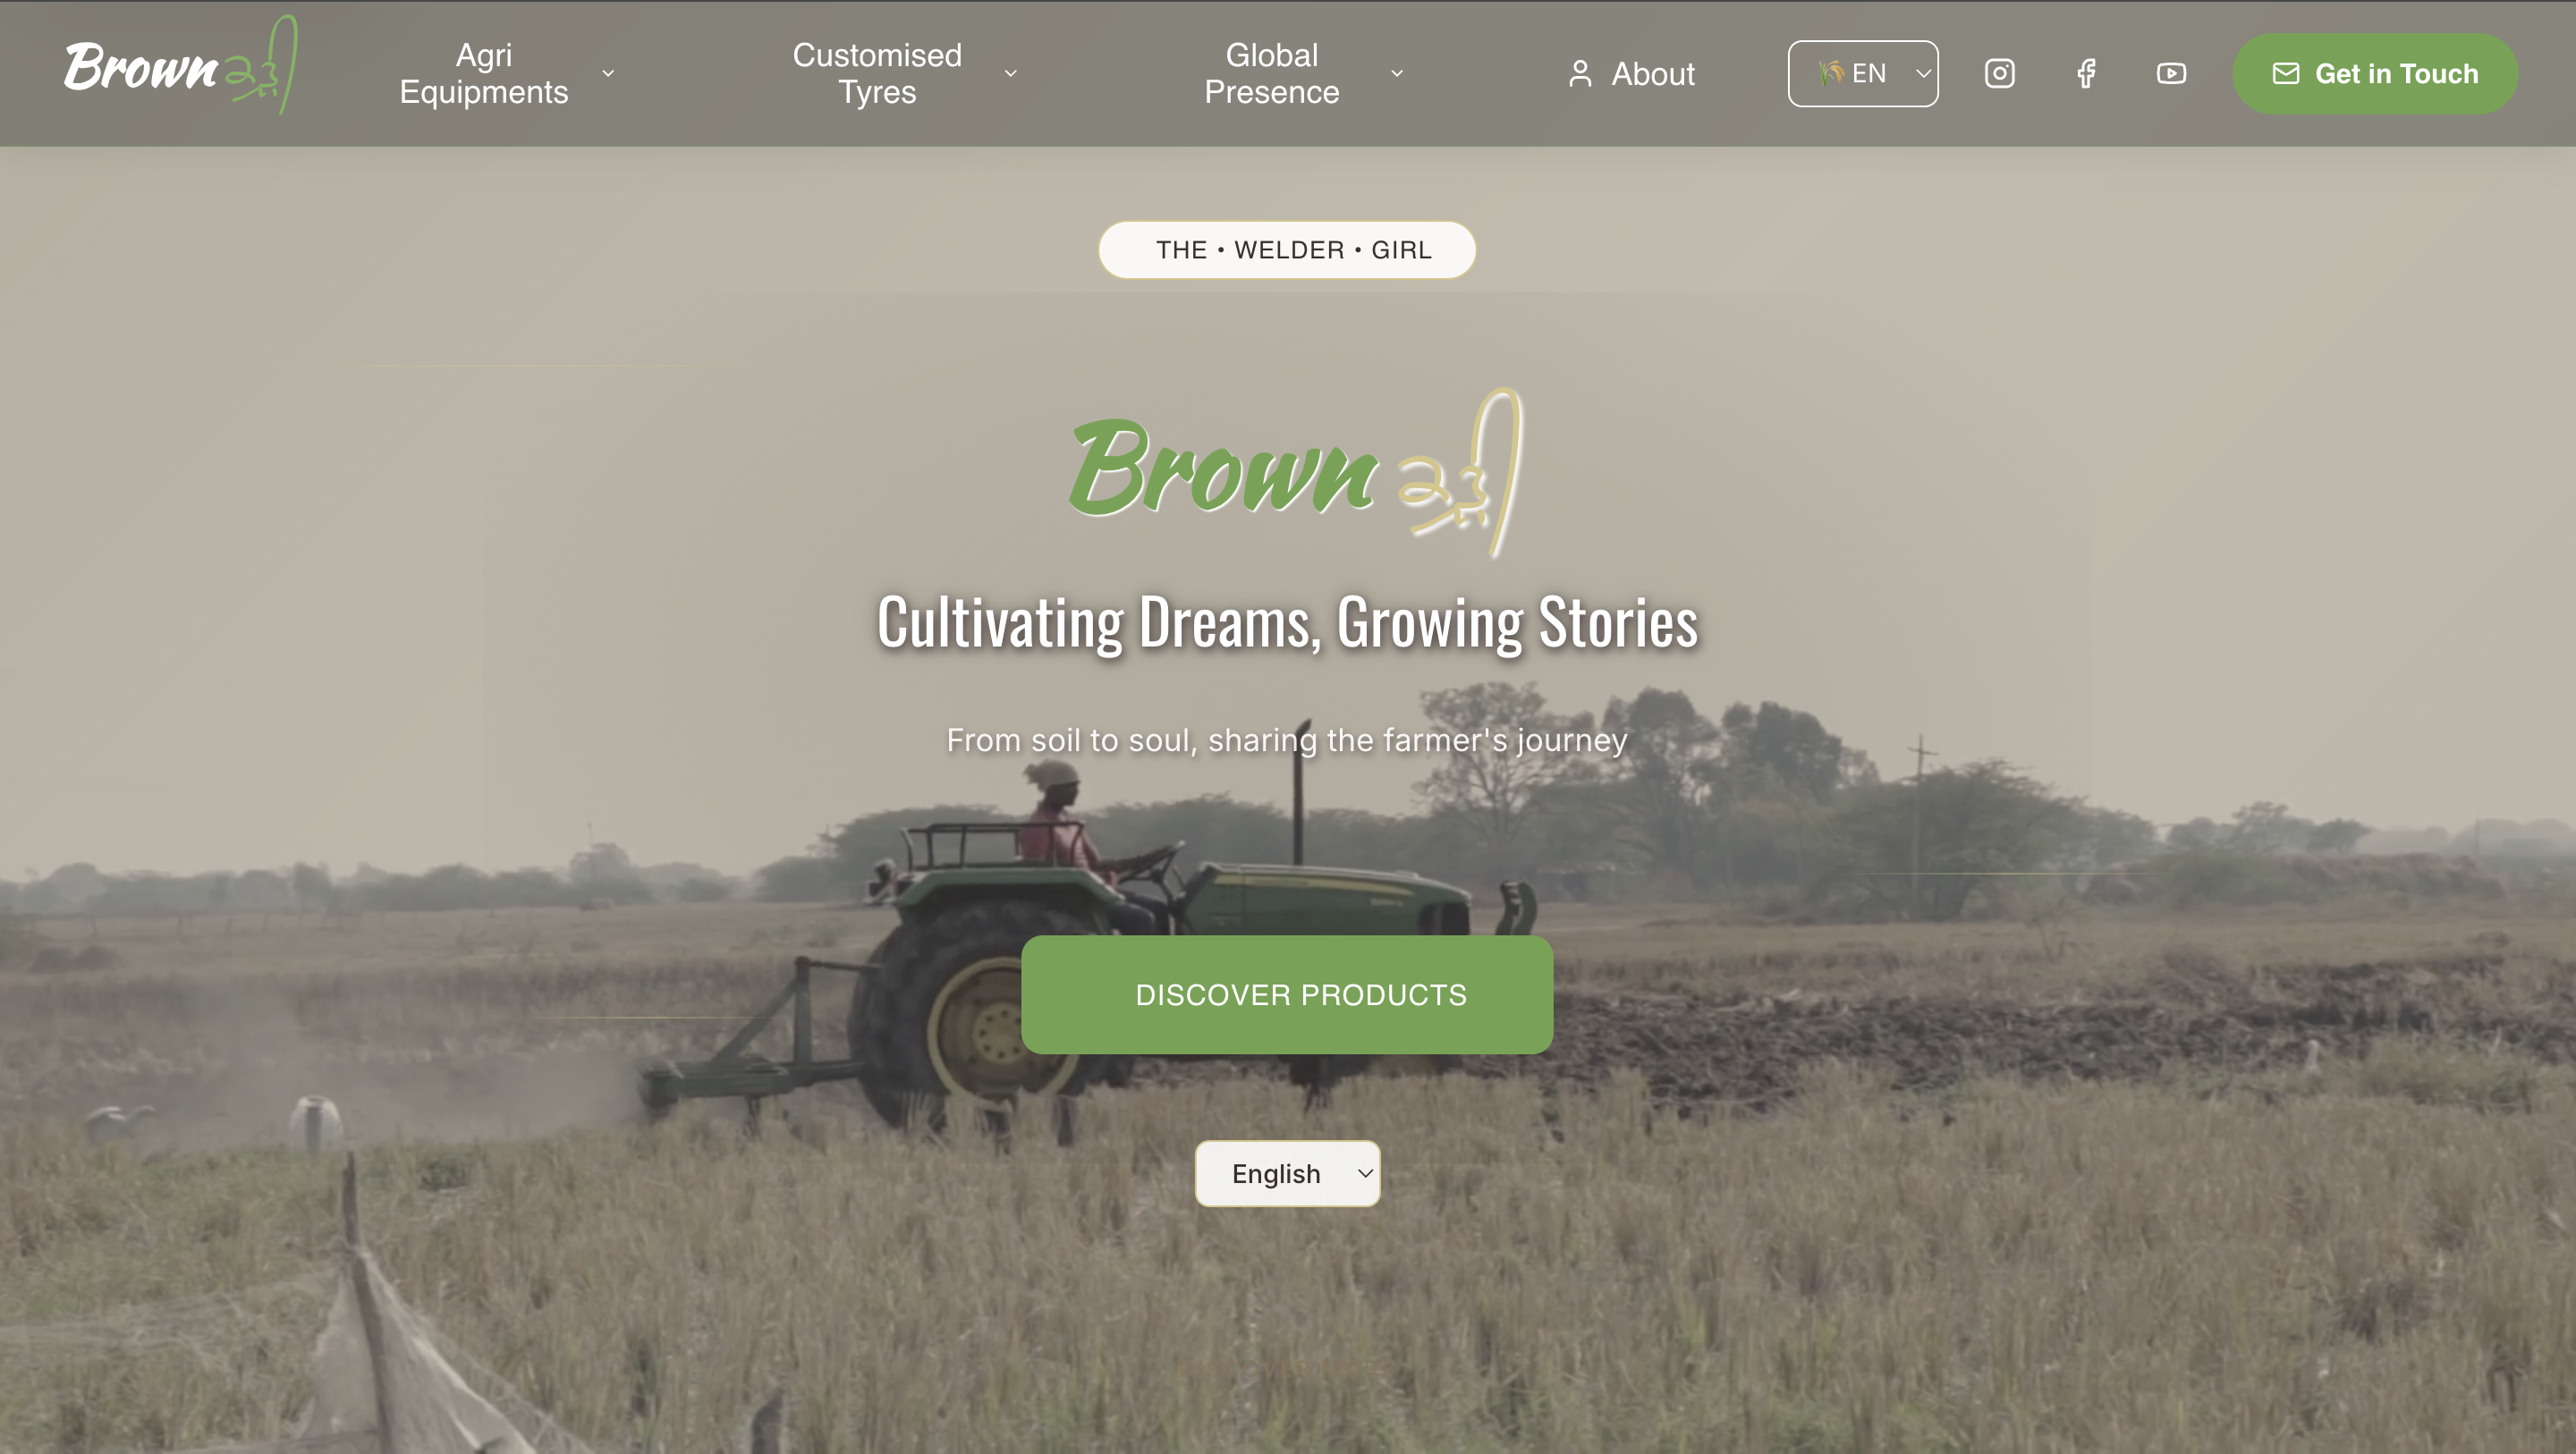 Brown
Agri
Equipments
Customised
Tyres
Global
Presence
About
EN
Get in Touch
THE • WELDER • GIRL
Brown
Cultivating Dreams, Growing Stories
From soil to soul, sharing the farmer's journey
DISCOVER PRODUCTS
English